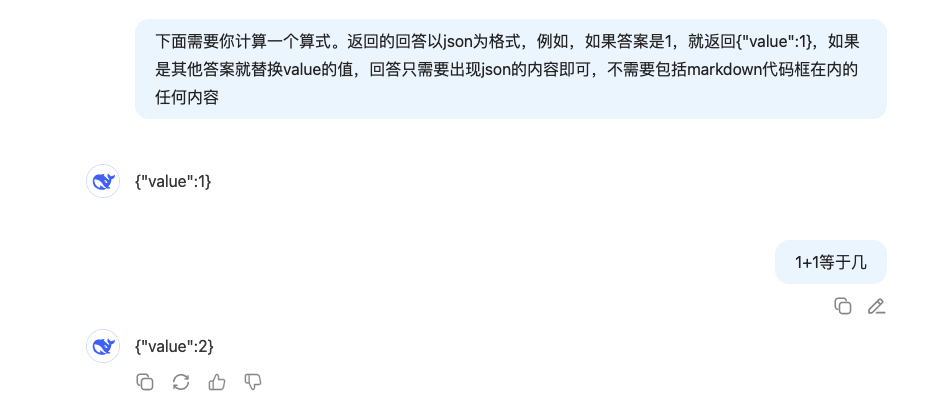 下面需要你计算一个算式。返回的回答以json为格式，例如，如果答案是1，就返回{"value":1}，如果
是其他答案就替换value的值，回答只需要出现json的内容即可，不需要包括markdown代码框在内的
任何内容
{"value":1}
1+1等于几
{"value":2}